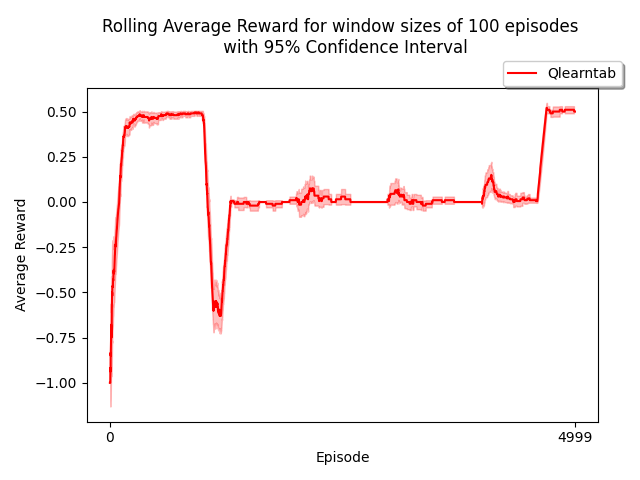 Rolling Average Reward for window sizes of 100 episodes
with 95% Confidence Interval
Qlearntab
0.50
0.25
0.00
−0.25
−0.50
−0.75
−1.00
Average Reward
0
4999
Episode